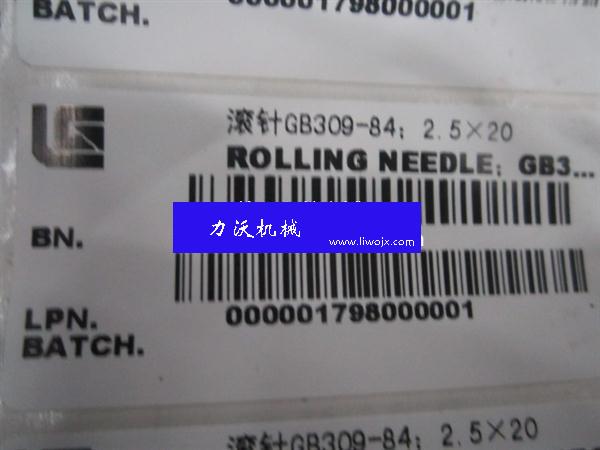 BATCH.
000001798000001
滚针GB309-84; 2.5×20
ROLLING NEEDLE; GB3...
BN.
力沃机械
www.liwojx.com
LPN.
BATCH.
000001798000001
滚针GB309-84; 2.5×20